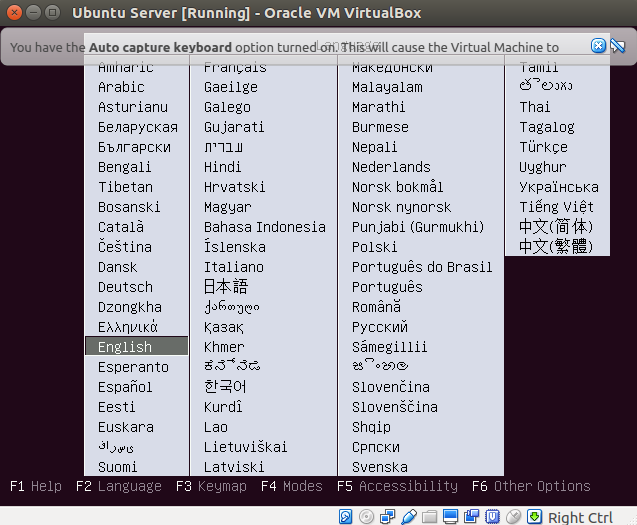 Ubuntu Server [Running] - Oracle VM VirtualBox
You have the Auto capture keyboard option turned on. This will cause the Virtual Machine to
Language
Amharic
Arabic
Asturianu
Беларуская
Български
Bengali
Tibetan
Bosanski
Català
Čeština
Dansk
Deutsch
Dzongkha
Ελληνικά
English
Esperanto
Español
Eesti
Euskara
Suomi
Français
Gaeilge
Galego
Gujarati
עברית
Hindi
Hrvatski
Magyar
Bahasa Indonesia
Íslenska
Italiano
日本語
ქართული
Қазақ
Khmer
한국어
Kurdî
Lao
Lietuviškai
Latviski
Македонски
Malayalam
Marathi
Burmese
Nepali
Nederlands
Norsk bokmål
Norsk nynorsk
Punjabi (Gurmukhi)
Polski
Português do Brasil
Português
Română
Русский
Sámegillii
Slovenčina
Slovenščina
Shqip
Српски
Svenska
Tamil
Thai
Tagalog
Türkçe
Uyghur
Українська
Tiếng Việt
中文(简体)
中文(繁體)
F1 Help F2 Language F3 Keymap F4 Modes F5 Accessibility F6 Other Options
Right Ctrl